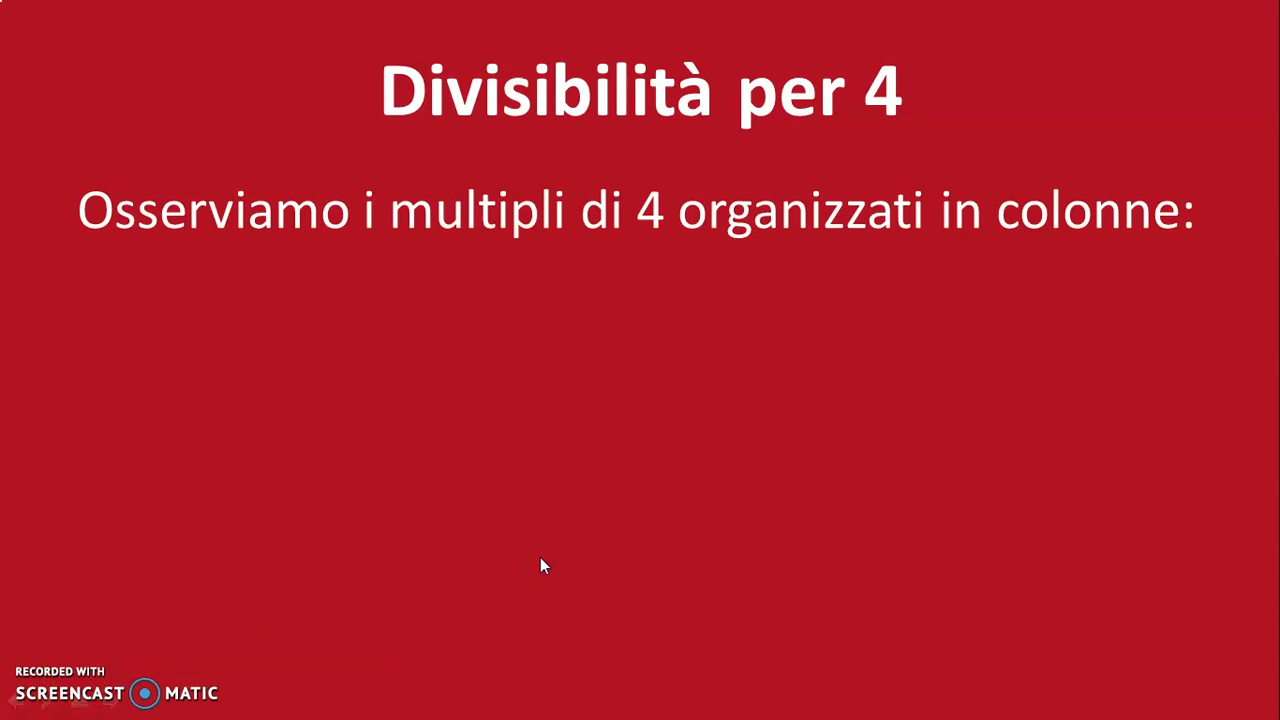 Divisibilità per 4
Osserviamo i multipli di 4 organizzati in colonne:
RECORDED WITH
SCREENCAST MATIC